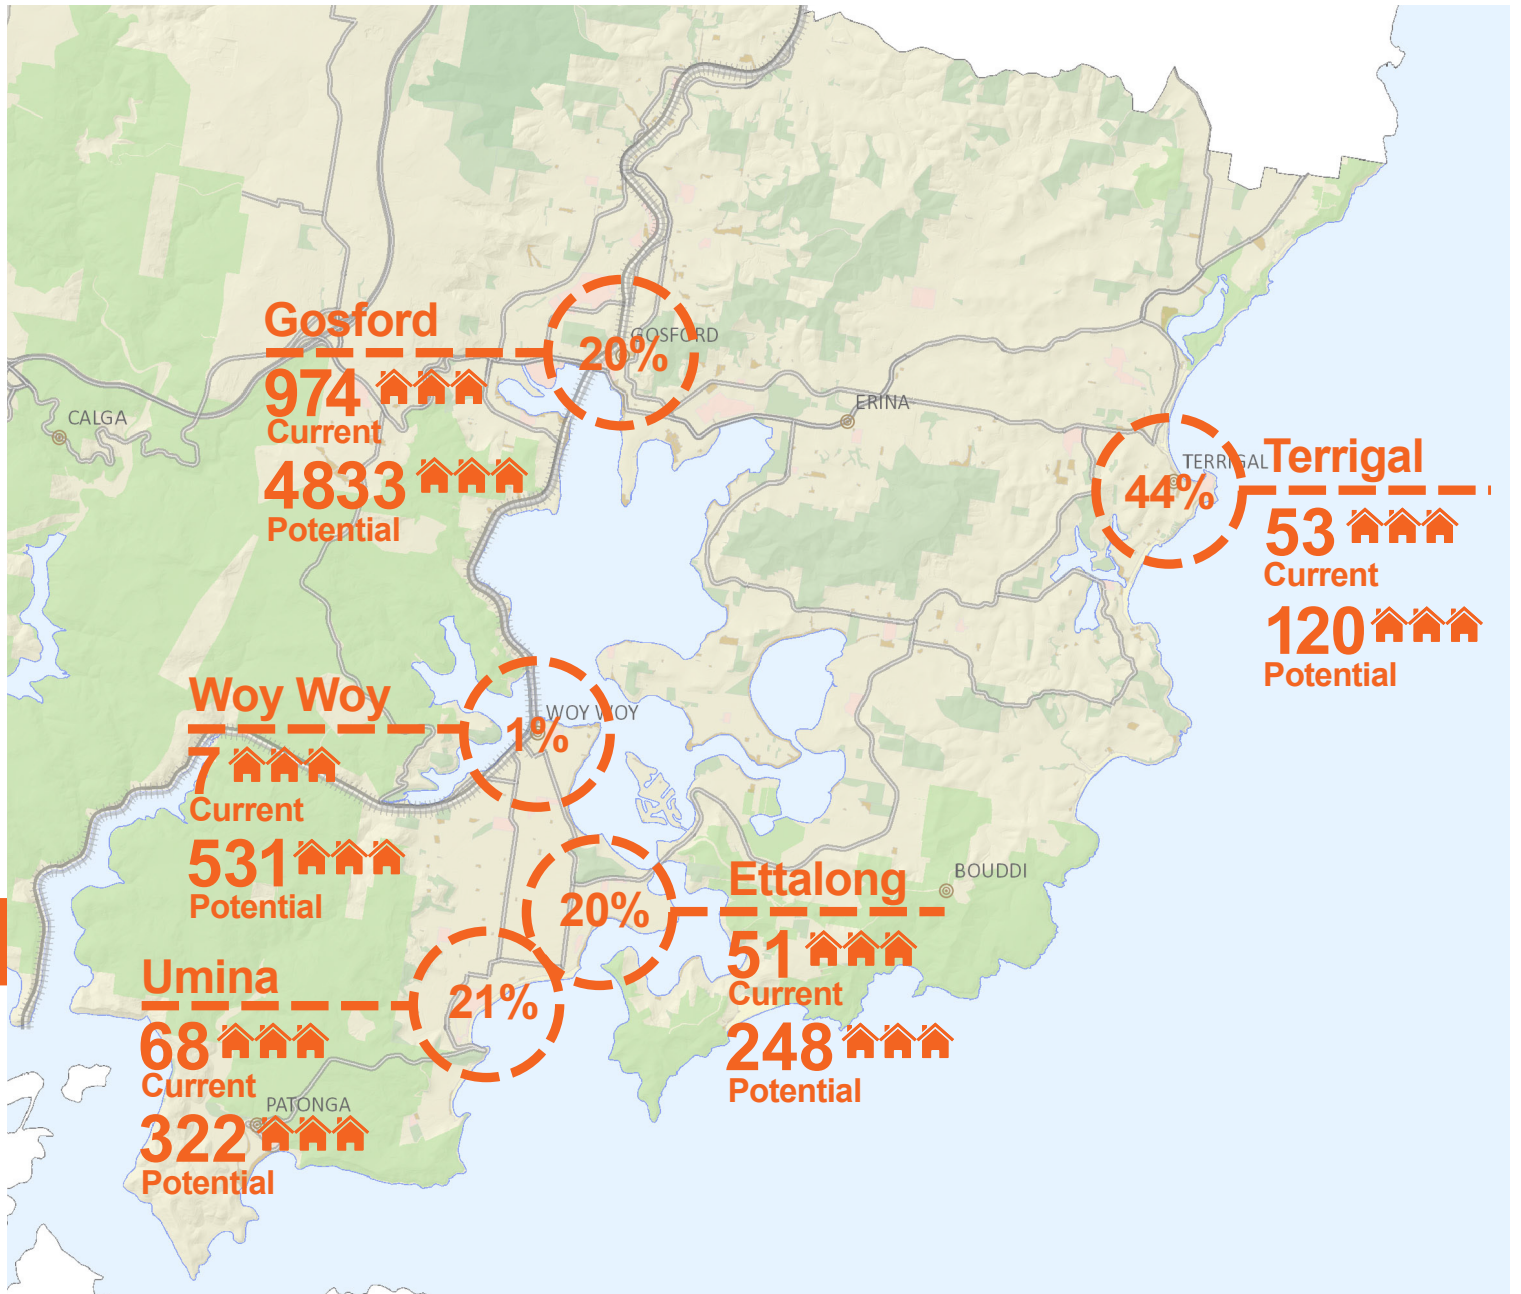 Gosford
GOSFORD
20%
974
Current
4833
Potential
CALGA
ERINA
TERRIGAL
Terrigal
44%
53
Current
120
Potential
Woy Woy
WOY WOY
1%
7
Current
531
Potential
Ettalong
20%
51
Current
248
Potential
BOUDDI
Umina
21%
68
Current
PATONGA
322
Potential